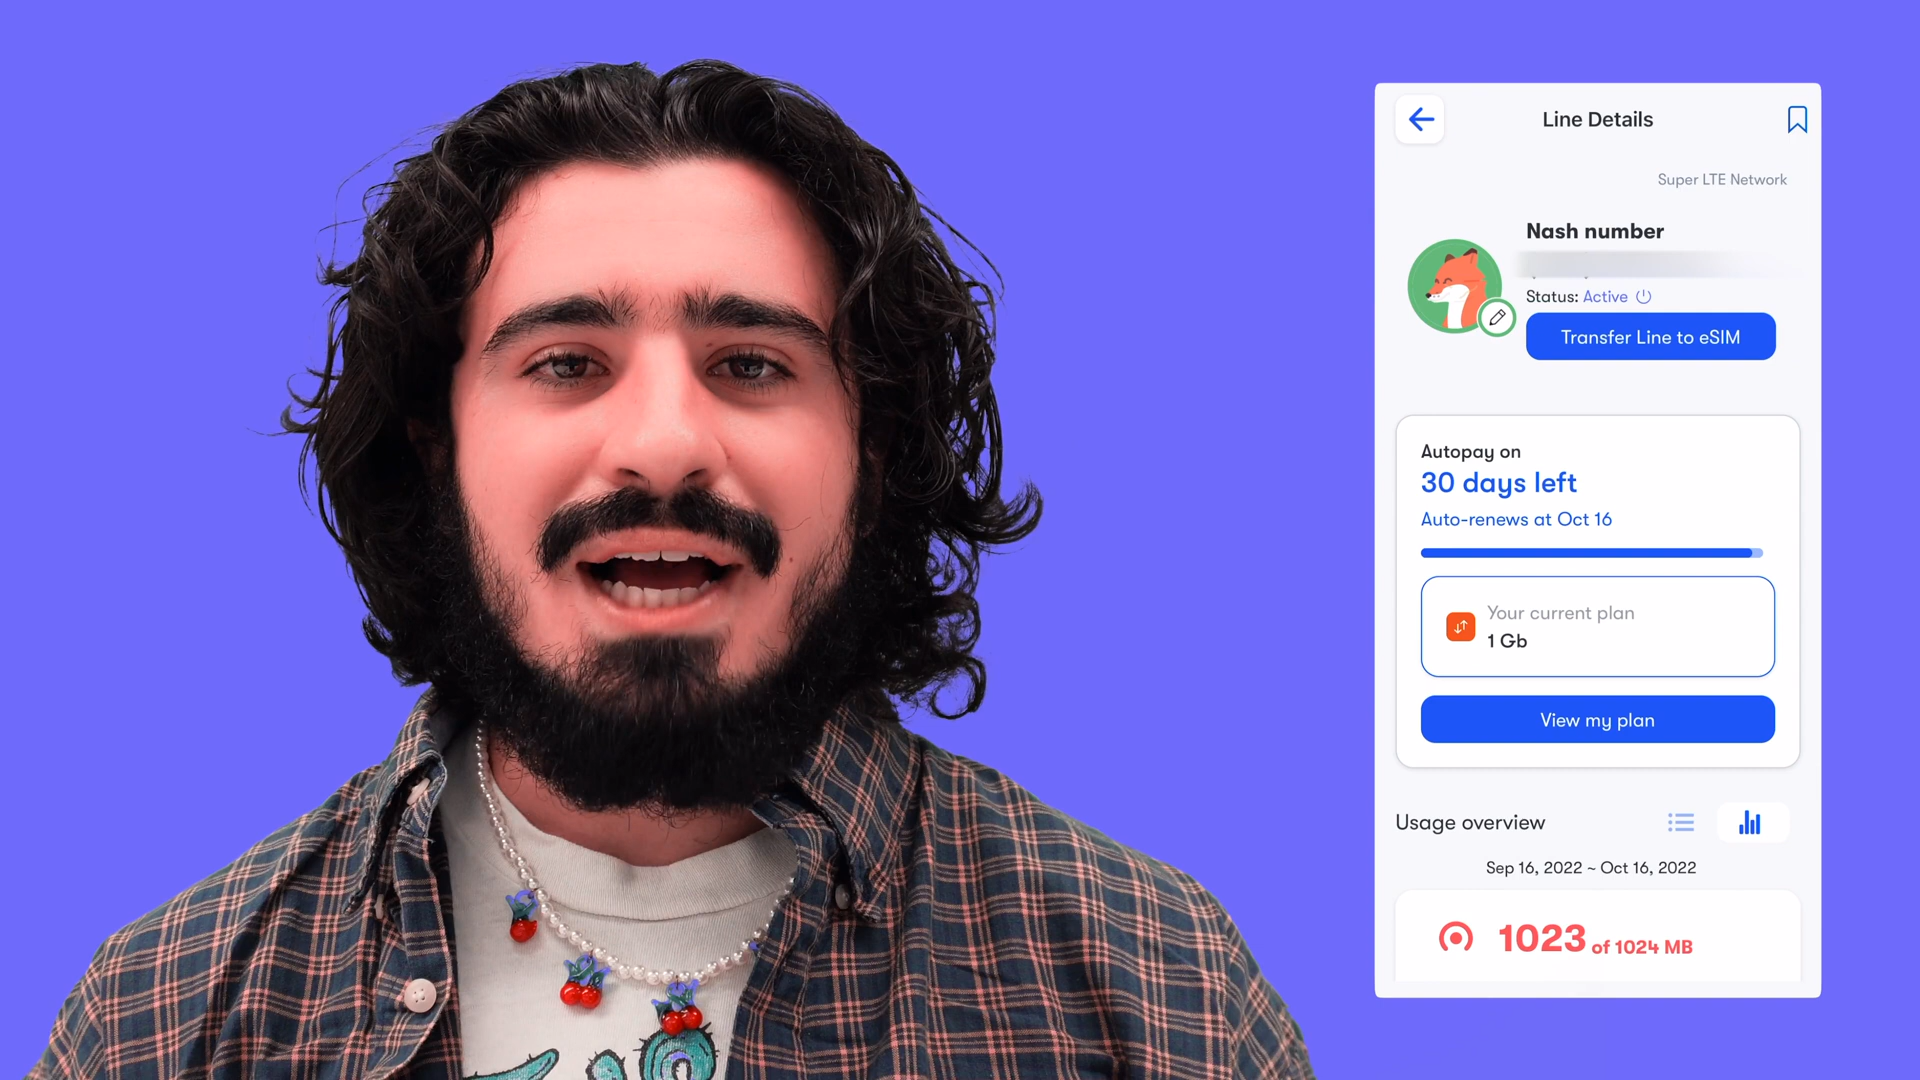 Line Details
Super LTE Network
Nash number
Status: Active
Transfer Line to eSIM
Autopay on
30 days left
Auto-renews at Oct 16
Your current plan
1 Gb
View my plan
Usage overview
Sep 16, 2022 ~ Oct 16, 2022
1023 of 1024 MB